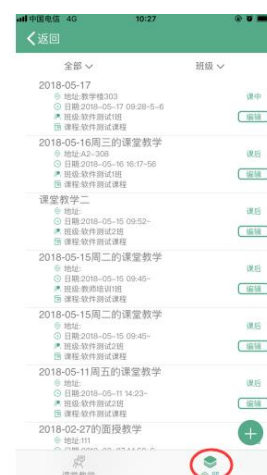 中国电信 4G 10:27
返回
全部 班级
2018-05-17
地址:教学楼303
课中
日期:2018-05-17 09:28-5-6
班级:软件测试1班
编辑
课程:软件测试课程
2018-05-16周三的课堂教学
地址:A2-308
课后
日期:2018-05-16 16:17-56
班级:软件测试1班
编辑
课程:软件测试课程
课堂教学二
地址:
课后
日期:2018-05-15 09:52~
班级:软件测试2班
编辑
课程:软件测试课程
2018-05-15周二的课堂教学
地址:
课后
日期:2018-05-15 09:45~
班级:教师培训1班
编辑
课程:软件测试课程
2018-05-15周二的课堂教学
地址:
课后
日期:2018-05-15 09:45~
班级:软件测试2班
编辑
课程:软件测试课程
2018-05-11周五的课堂教学
地址:
课后
日期:2018-05-11 14:23~
班级:软件测试2班
编辑
课程:软件测试课程
2018-02-27的面授教学
地址:111